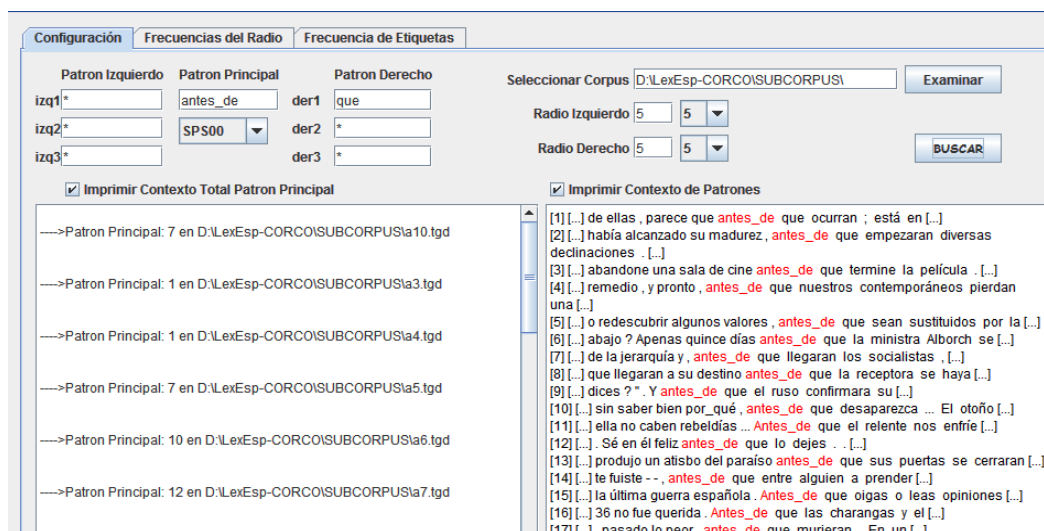 Configuración Frecuencias del Radio Frecuencia de Etiquetas
Patron Izquierdo Patron Principal Patron Derecho
izq1 * antes_de der1 que
izq2 * SPS00 der2 *
izq3 * der3 *
Seleccionar Corpus D:\LexEsp-CORCO\SUBCORPUS\ Examinar
Radio Izquierdo 5 5
Radio Derecho 5 5 BUSCAR
Imprimir Contexto Total Patron Principal
---->Patron Principal: 7 en D:\LexEsp-CORCO\SUBCORPUS\a10.tgd
---->Patron Principal: 1 en D:\LexEsp-CORCO\SUBCORPUS\a3.tgd
---->Patron Principal: 1 en D:\LexEsp-CORCO\SUBCORPUS\a4.tgd
---->Patron Principal: 7 en D:\LexEsp-CORCO\SUBCORPUS\a5.tgd
---->Patron Principal: 10 en D:\LexEsp-CORCO\SUBCORPUS\a6.tgd
---->Patron Principal: 12 en D:\LexEsp-CORCO\SUBCORPUS\a7.tgd
Imprimir Contexto de Patrones
[1] [...] de ellas , parece que antes_de que ocurran ; está en [...]
[2] [...] había alcanzado su madurez , antes_de que empezaran diversas
declinaciones . [...]
[3] [...] abandone una sala de cine antes_de que termine la película . [...]
[4] [...] remedio , y pronto , antes_de que nuestros contemporáneos pierdan
una [...]
[5] [...] o redescubrir algunos valores , antes_de que sean sustituidos por la [...]
[6] [...] abajo ? Apenas quince días antes_de que la ministra Alborch se [...]
[7] [...] de la jerarquía y , antes_de que llegaran los socialistas , [...]
[8] [...] que llegaran a su destino antes_de que la receptora se haya [...]
[9] [...] dices ? " . Y antes_de que el ruso confirmara su [...]
[10] [...] sin saber bien por_qué , antes_de que desaparezca ... El otoño [...]
[11] [...] ella no caben rebeldías ... Antes_de que el relente nos enfríe [...]
[12] [...] . Sé en él feliz antes_de que lo dejes . . [...]
[13] [...] produjo un atisbo del paraíso antes_de que sus puertas se cerraran [...]
[14] [...] te fuiste - - , antes_de que entre alguien a prender [...]
[15] [...] la última guerra española . Antes_de que oigas o leas opiniones [...]
[16] [...] 36 no fue querida . Antes_de que las charangas y el [...]
[17] [...] pasado lo peor antes_de que murieran En un [...]